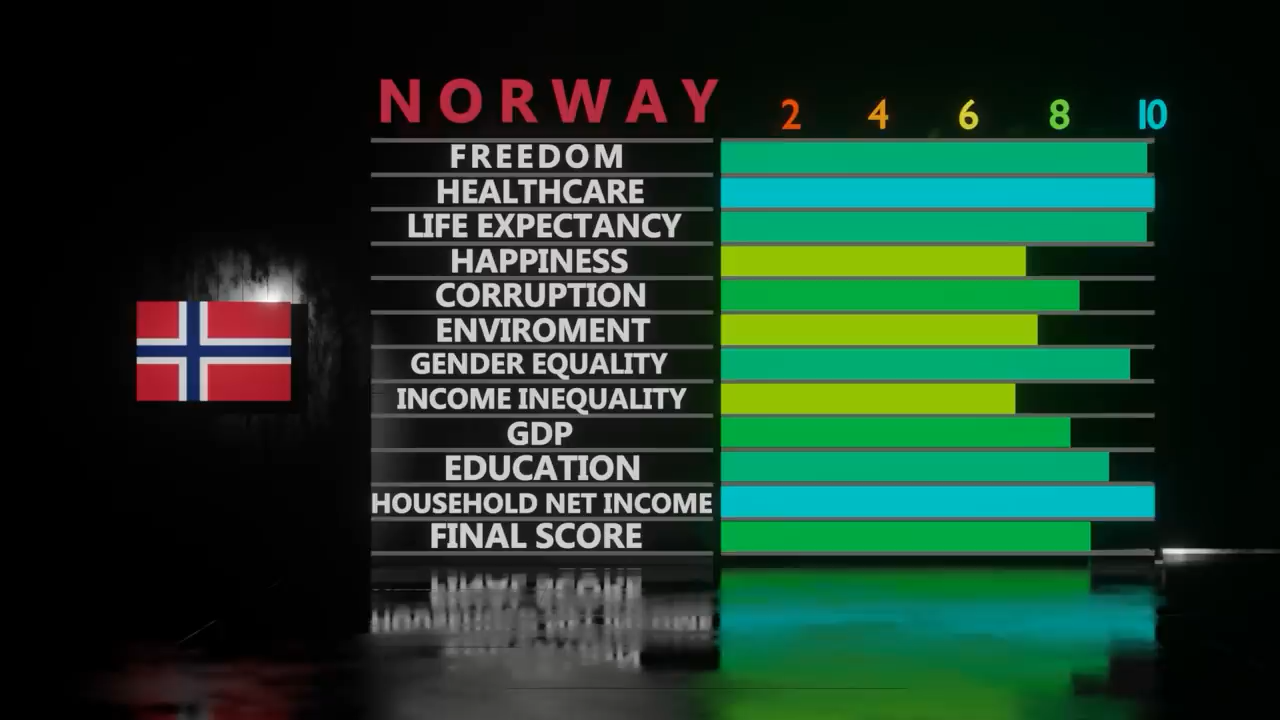 NORWAY
2 4 6 8 10
FREEDOM
HEALTHCARE
LIFE EXPECTANCY
HAPPINESS
CORRUPTION
ENVIROMENT
GENDER EQUALITY
INCOME INEQUALITY
GDP
EDUCATION
HOUSEHOLD NET INCOME
FINAL SCORE